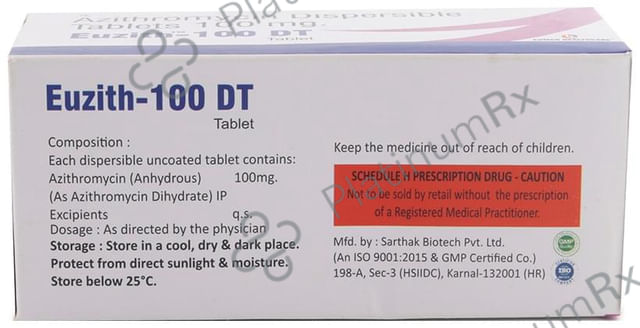 Azithromycin Dispersible
Tablets 100 mg.
Euzith-100 DT
Tablet
Euzith-100 DT
Tablet
Composition :
Each dispersible uncoated tablet contains:
Azithromycin (Anhydrous) 100mg.
(As Azithromycin Dihydrate) IP
Excipients q.s.
Dosage : As directed by the physician
Storage : Store in a cool, dry & dark place.
Protect from direct sunlight & moisture.
Store below 25°C.
Keep the medicine out of reach of children.
SCHEDULE H PRESCRIPTION DRUG - CAUTION
Not to be sold by retail without the prescription
of a Registered Medical Practitioner.
Mfd. by : Sarthak Biotech Pvt. Ltd.
(An ISO 9001:2015 & GMP Certified Co.)
198-A, Sec-3 (HSIIDC), Karnal-132001 (HR)
GMP
ISO
PlatinumRx
PlatinumRx